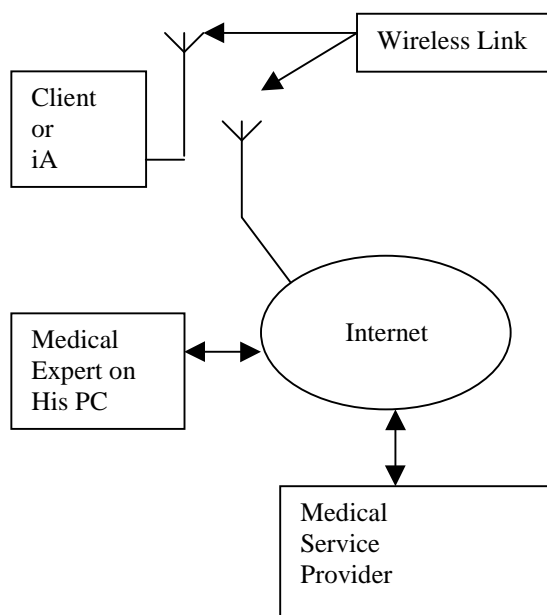 Wireless Link
Client
or
iA
Internet
Medical
Expert on
His PC
Medical
Service
Provider